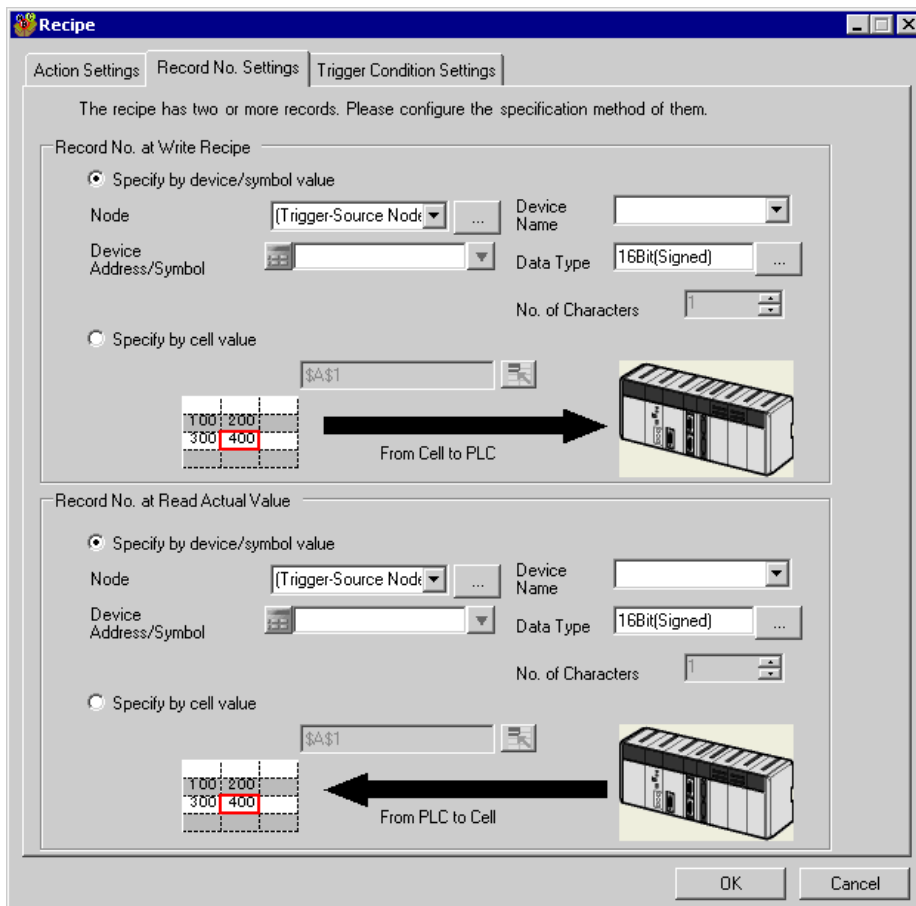 Recipe
Action Settings
Record No. Settings
Trigger Condition Settings
The recipe has two or more records. Please configure the specification method of them.
Record No. at Write Recipe
Specify by device/symbol value
Node
(Trigger-Source Node
...
Device
Name
Device
Address/Symbol
Data Type
16Bit(Signed)
...
No. of Characters
1
Specify by cell value
$A$1
100 200
300 400
From Cell to PLC
Record No. at Read Actual Value
Specify by device/symbol value
Node
(Trigger-Source Node
...
Device
Name
Device
Address/Symbol
Data Type
16Bit(Signed)
...
No. of Characters
1
Specify by cell value
$A$1
100 200
300 400
From PLC to Cell
OK
Cancel